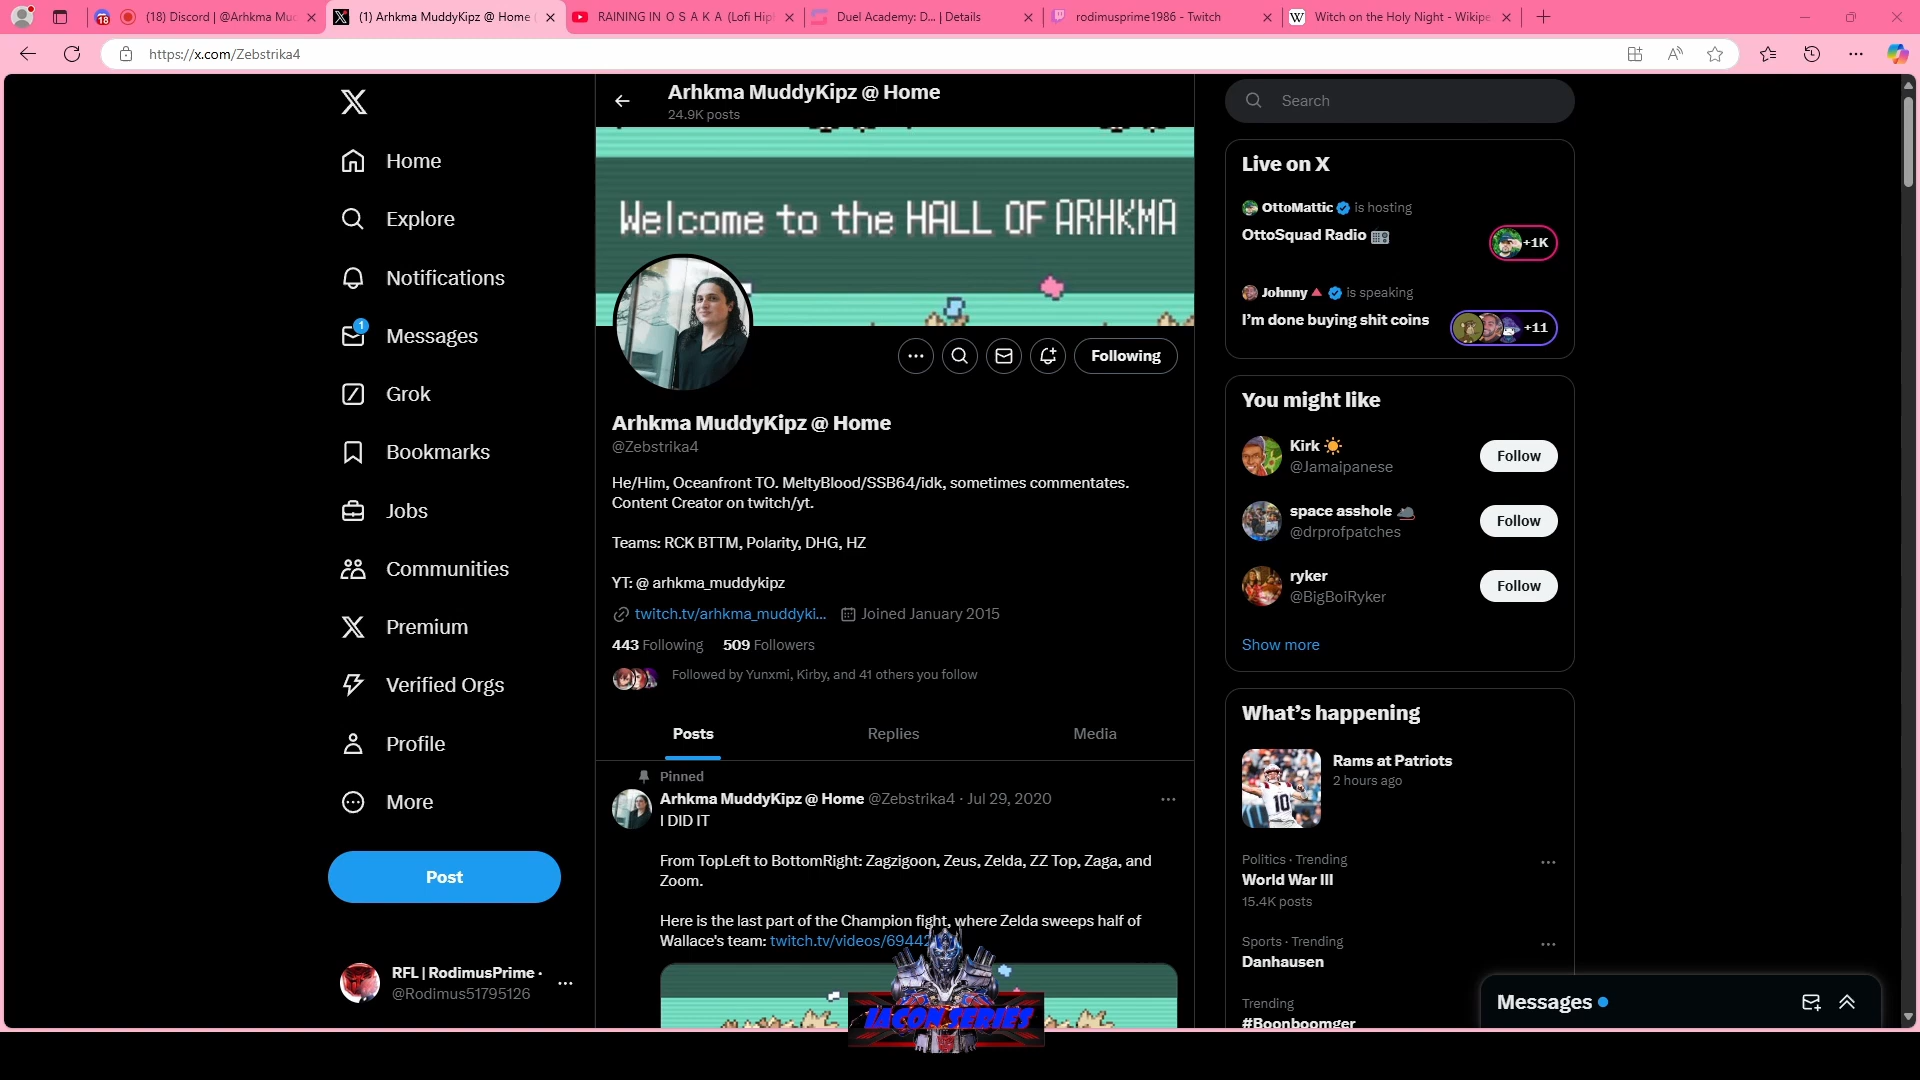 18
(18) Discord | @Arhkma Muc
(1) Arhkma MuddyKipz @ Home (
RAINING IN O S A K A (Lofi Hip
Duel Academy: D... | Details
rodimusprime1986 - Twitch
Witch on the Holy Night - Wikipe
https://x.com/Zebstrika4
Home
Explore
Notifications
1
Messages
Grok
Bookmarks
Jobs
Communities
Premium
Verified Orgs
Profile
More
Post
RFL | RodimusPrime ·
@Rodimus51795126
Arhkma MuddyKipz @ Home
24.9K posts
Welcome to the HALL OF ARHKMA
Following
Arhkma MuddyKipz @ Home
@Zebstrika4
He/Him, Oceanfront TO. MeltyBlood/SSB64/idk, sometimes commentates.
Content Creator on twitch/yt.
Teams: RCK BTTM, Polarity, DHG, HZ
YT: @ arhkma_muddykipz
twitch.tv/arhkma_muddyki... Joined January 2015
443 Following 509 Followers
Followed by Yunxmi, Kirby, and 41 others you follow
Posts Replies Media
Pinned
Arhkma MuddyKipz @ Home @Zebstrika4 · Jul 29, 2020
I DID IT
From TopLeft to BottomRight: Zagzigoon, Zeus, Zelda, ZZ Top, Zaga, and
Zoom.
Here is the last part of the Champion fight, where Zelda sweeps half of
Wallace's team: twitch.tv/videos/69442
IACON SERIES
Search
Live on X
OttoMattic is hosting
OttoSquad Radio
+1K
Johnny is speaking
I'm done buying shit coins
+11
You might like
Kirk
@Jamaipanese
Follow
space asshole
@drprofpatches
Follow
ryker
@BigBoiRyker
Follow
Show more
What's happening
Rams at Patriots
2 hours ago
Politics · Trending
World War III
15.4K posts
Sports · Trending
Danhausen
Trending
#Boonboomger
Messages